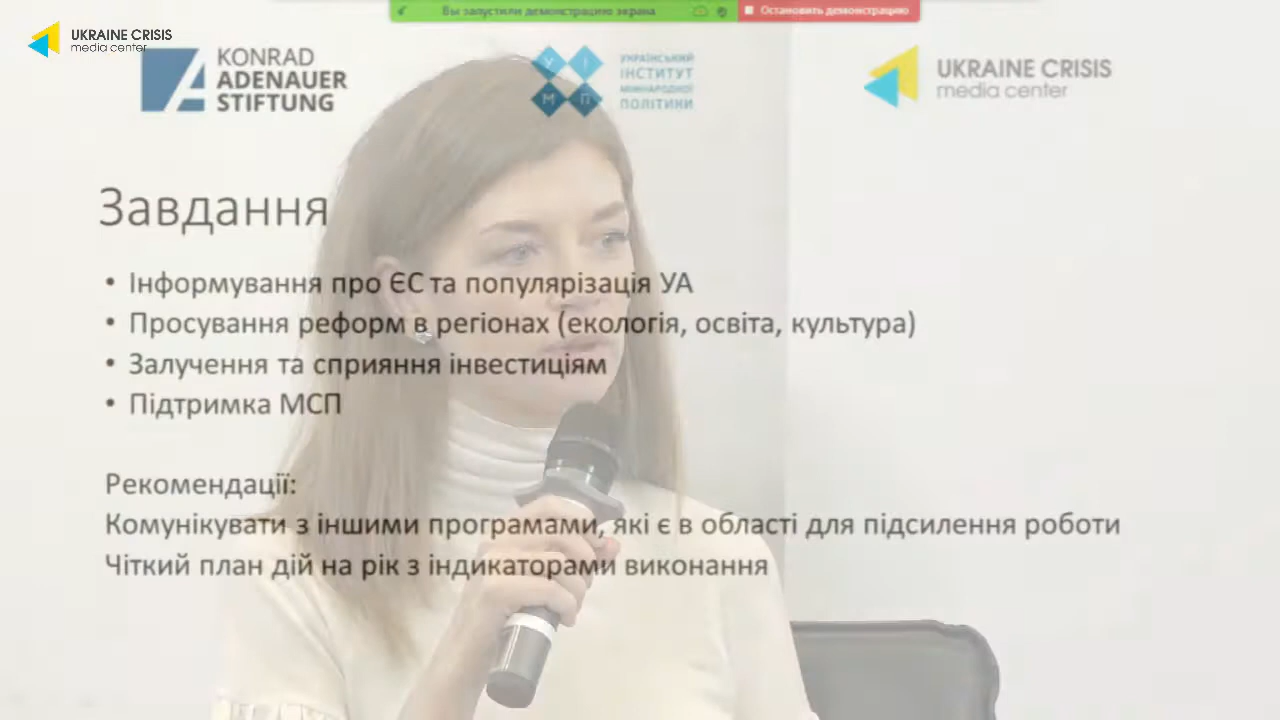 Вы запустили демонстрацию экрана
Остановить демонстрацию
UKRAINE CRISIS
media center
KONRAD
ADENAUER
STIFTUNG
У І
М П
УКРАЇНСЬКИЙ
ІНСТИТУТ
МІЖНАРОДНОЇ
ПОЛІТИКИ
UKRAINE CRISIS
media center
Завдання
• Інформування про ЄС та популярізація УА
• Просування реформ в регіонах (екологія, освіта, культура)
• Залучення та сприяння інвестиціям
• Підтримка МСП
Рекомендації:
Комунікувати з іншими програмами, які є в області для підсилення роботи
Чіткий план дій на рік з індикаторами виконання